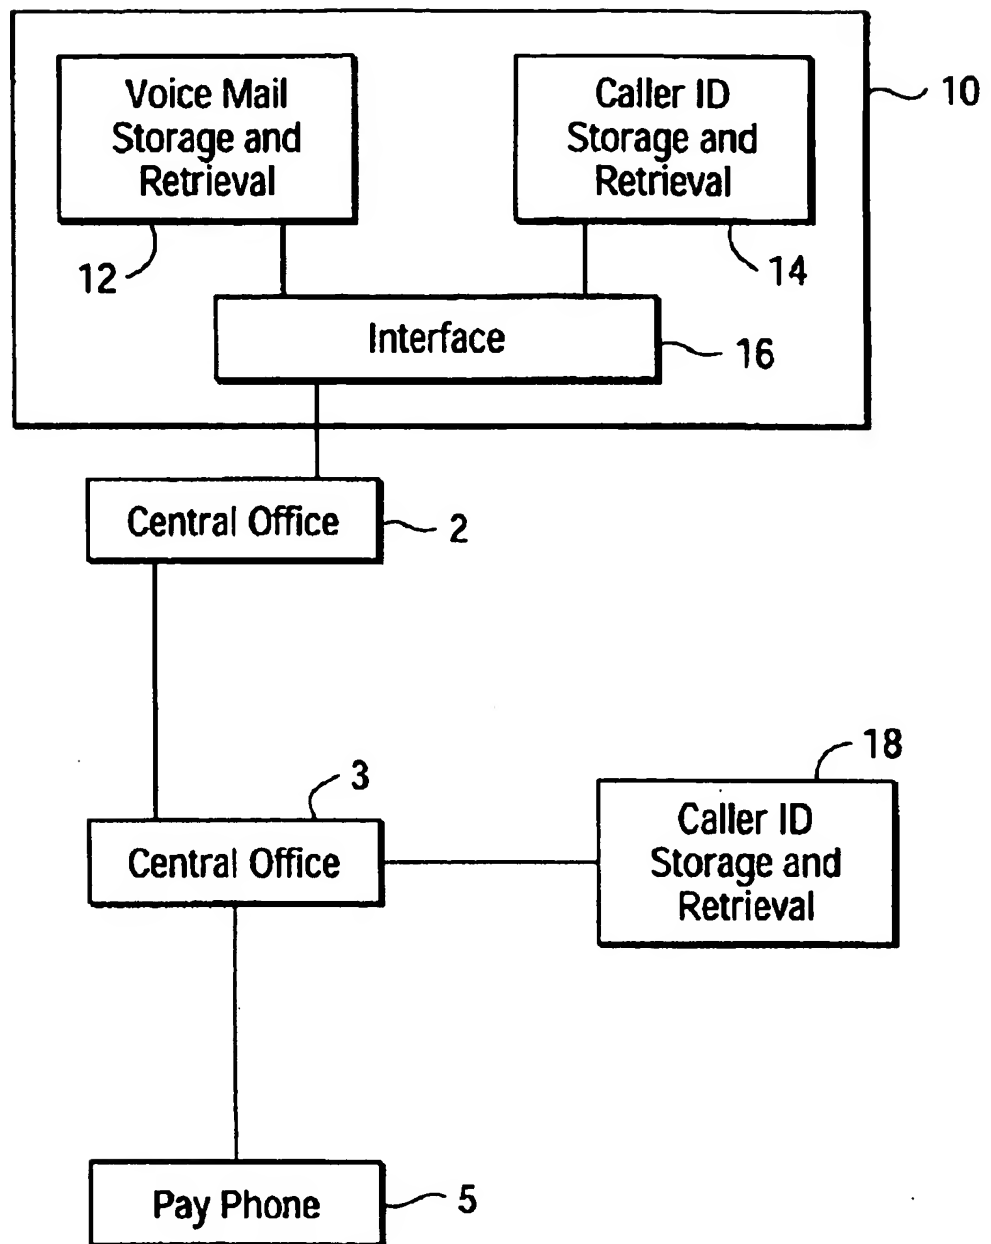 Voice Mail
Storage and
Retrieval
Caller ID
Storage and
Retrieval
10
12
14
Interface
16
Central Office
2
18
3
Caller ID
Storage and
Retrieval
Central Office
Pay Phone
5